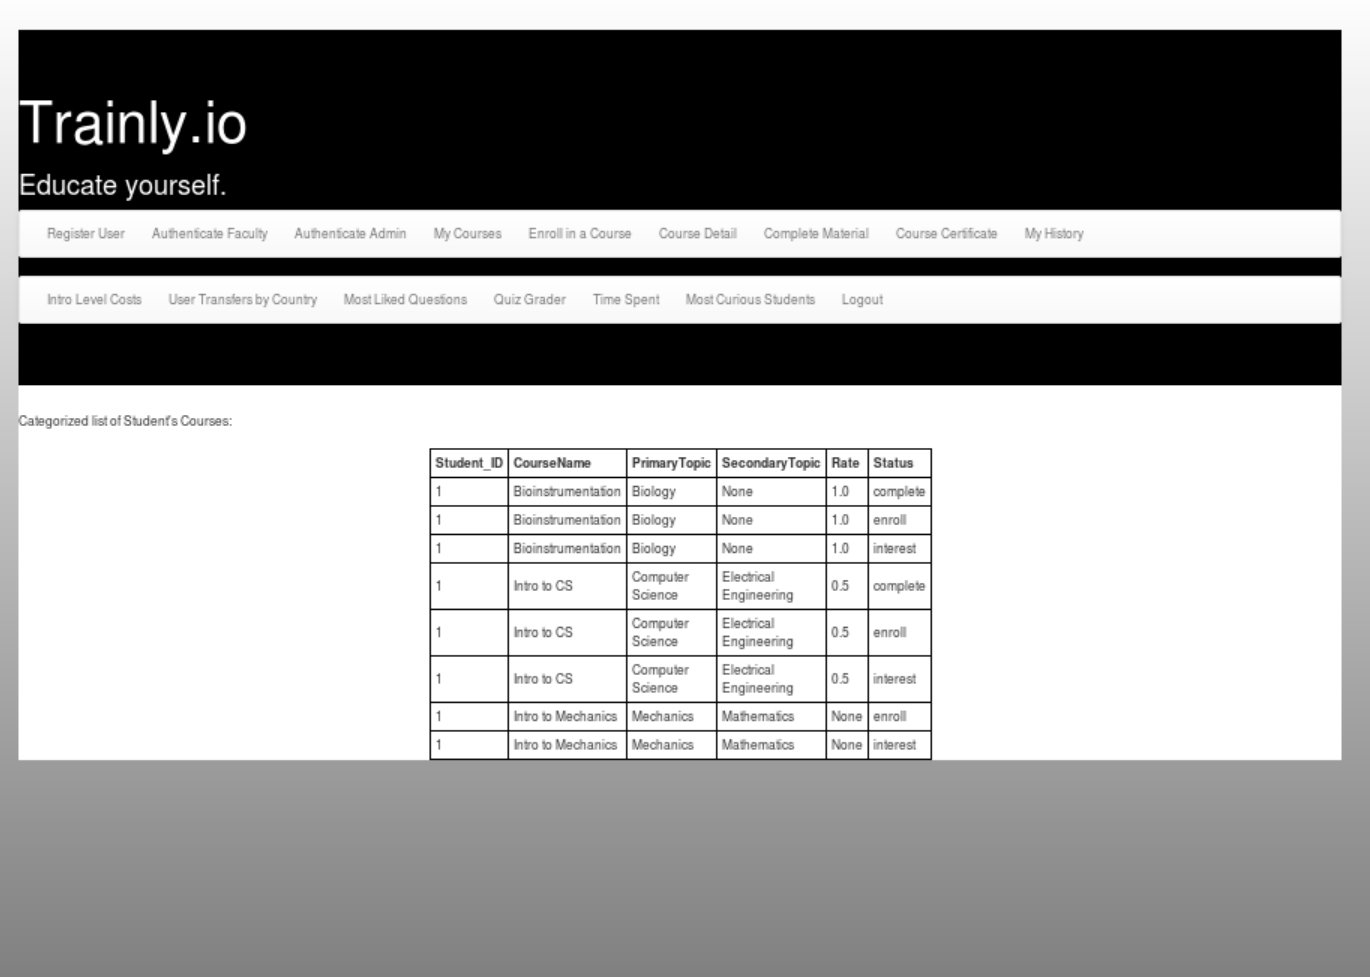 Trainly.io
Educate yourself.
Register User Authenticate Faculty Authenticate Admin My Courses Enroll in a Course Course Detail Complete Material Course Certificate My History
Intro Level Costs User Transfers by Country Most Liked Questions Quiz Grader Time Spent Most Curious Students Logout
Categorized list of Student's Courses:
Student_ID CourseName PrimaryTopic SecondaryTopic Rate Status
1 Bioinstrumentation Biology None 1.0 complete
1 Bioinstrumentation Biology None 1.0 enroll
1 Bioinstrumentation Biology None 1.0 interest
1 Intro to CS Computer Science Electrical Engineering 0.5 complete
1 Intro to CS Computer Science Electrical Engineering 0.5 enroll
1 Intro to CS Computer Science Electrical Engineering 0.5 interest
1 Intro to Mechanics Mechanics Mathematics None enroll
1 Intro to Mechanics Mechanics Mathematics None interest